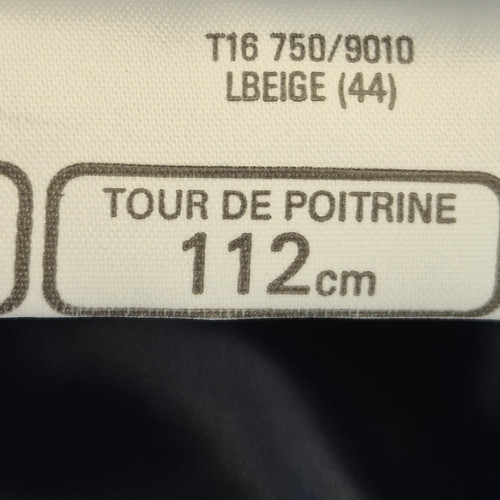 T16 750/9010
LBEIGE (44)
TOUR DE POITRINE
112cm